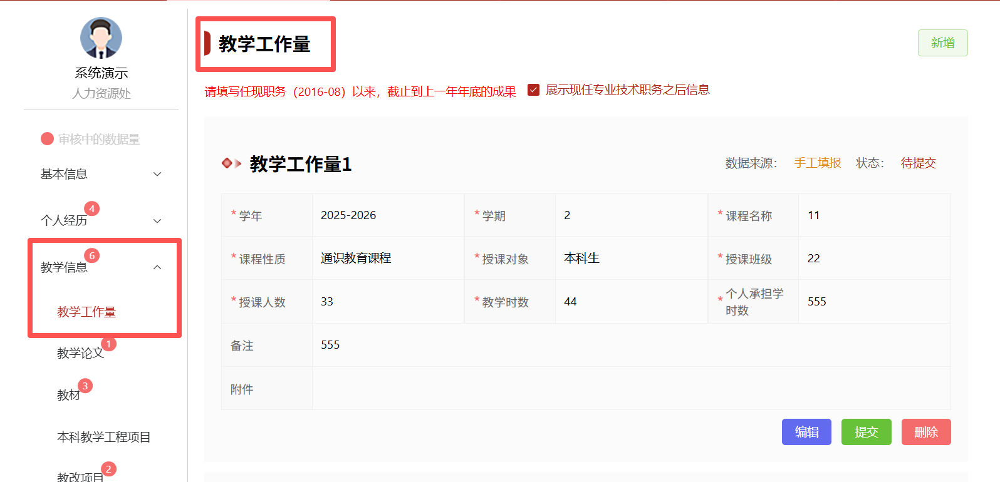 系统演示
人力资源处
审核中的数据量
基本信息
个人经历 4
教学信息 6
教学工作量
教学论文 1
教材 3
本科教学工程项目
教改项目 2
教学工作量
新增
请填写任现职务（2016-08）以来，截止到上一年年底的成果 展示现任专业技术职务之后信息
教学工作量1
数据来源： 手工填报 状态： 待提交
* 学年 2025-2026 * 学期 2 * 课程名称 11
* 课程性质 通识教育课程 * 授课对象 本科生 * 授课班级 22
* 授课人数 33 * 教学时数 44 * 个人承担学
时数 555
备注 555
附件
编辑 提交 删除